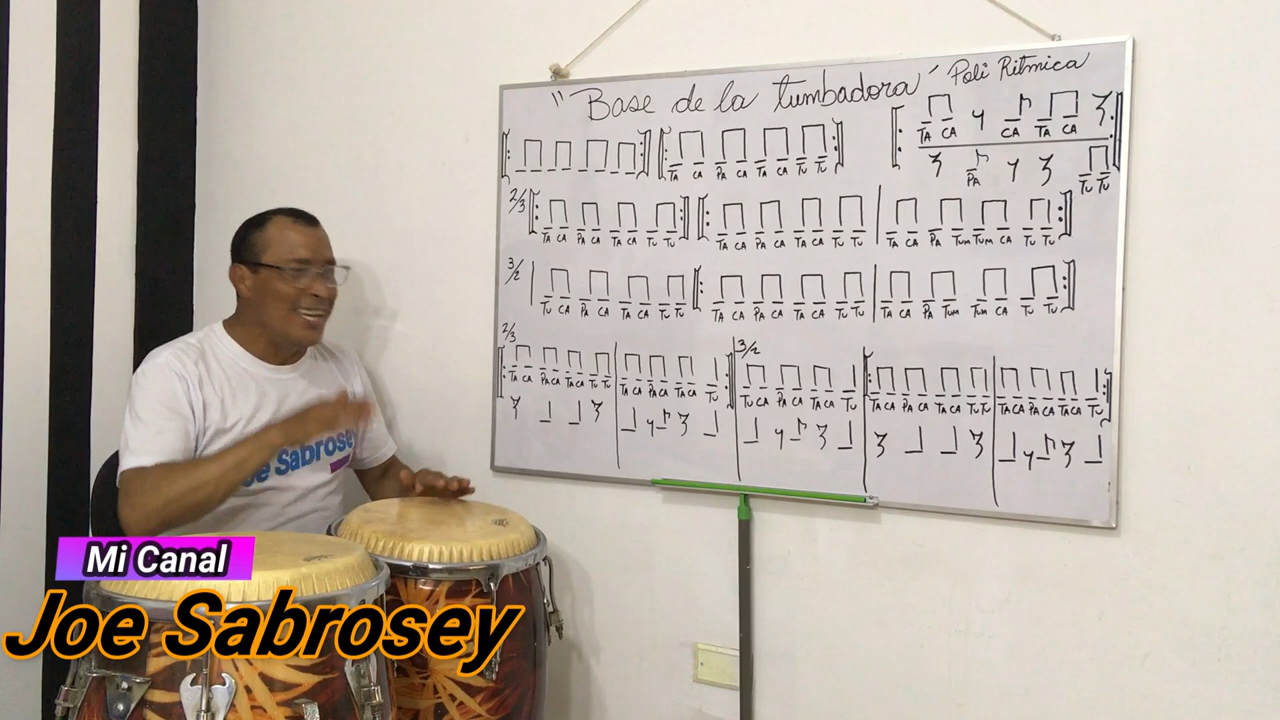 "Base de la tumbadora" Poli Ritmica
TA CA CA TA CA
PA TU TU
TA CA PA CA TA CA TU TU
2/3 TA CA PA CA TA CA TU TU TA CA PA CA TA CA TU TU TA CA PA TUM TUM CA TU TU
3/2 TU CA PA CA TA CA TU TU TA CA PA CA TA CA TU TU TA CA PA TUM TUM CA TU TU
2/3 3/2
TA CA PA CA TA CA TU TU TA CA PA CA TA CA TU TU CA PA CA TA CA TU TA CA PA CA TA CA TU TU TA CA PA CA TA CA TU
Joe Sabrosey
Mi Canal
Joe Sabrosey